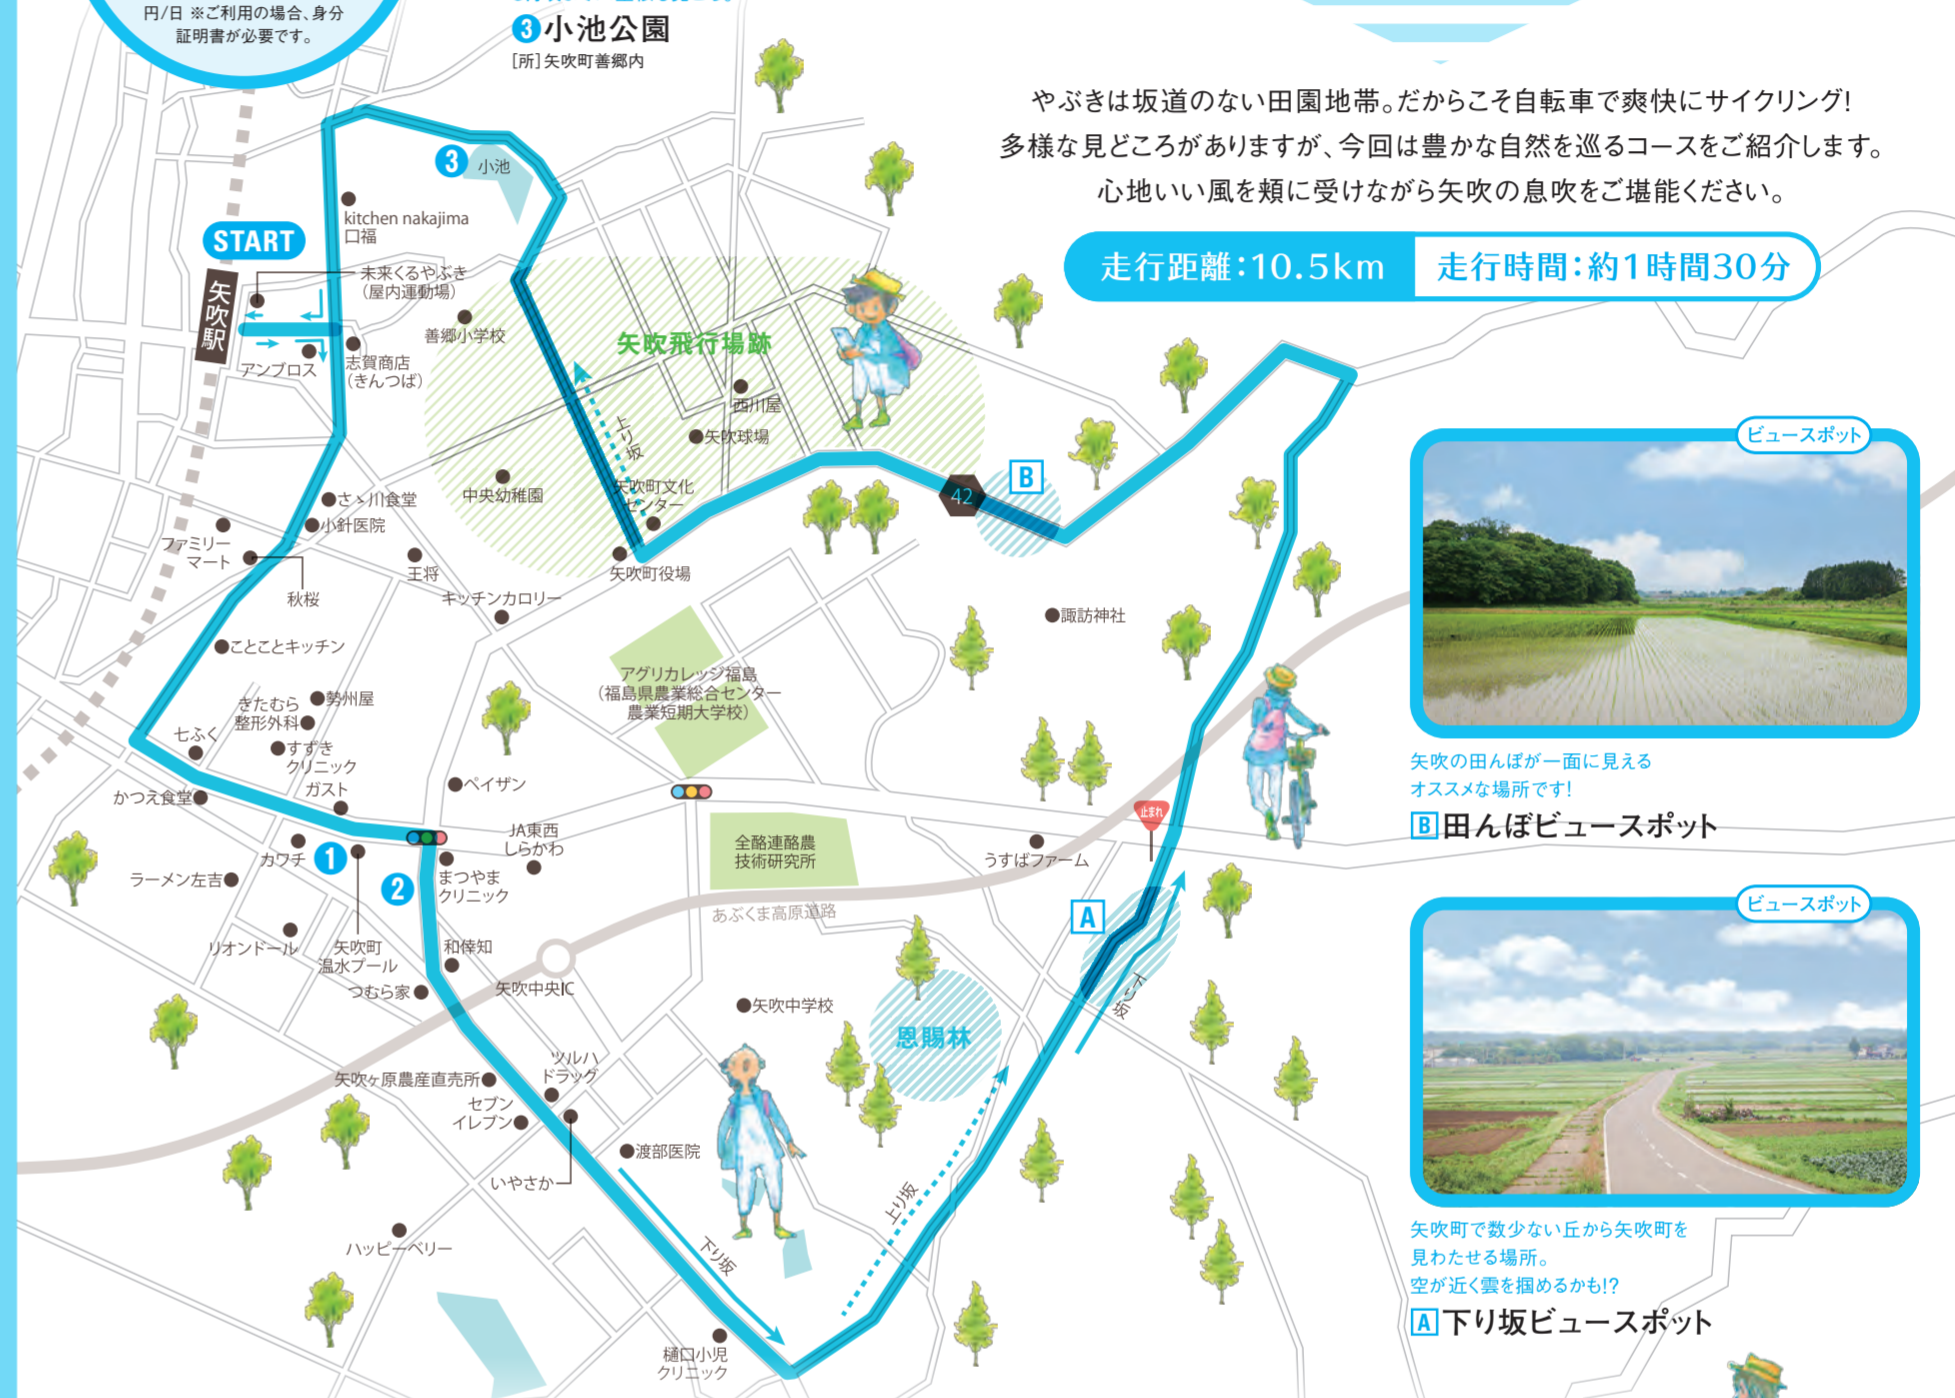 円/日 ※ご利用の場合、身分
証明書が必要です。
3 小池公園
[所]矢吹町善郷内
やぶきは坂道のない田園地帯。だからこそ自転車で爽快にサイクリング!
多様な見どころがありますが、今回は豊かな自然を巡るコースをご紹介します。
心地いい風を頬に受けながら矢吹の息吹をご堪能ください。
走行距離:10.5km
走行時間:約1時間30分
3
小池
kitchen nakajima
口福
START
矢吹駅
未来くるやぶき
(屋内運動場)
善郷小学校
アンブロス
志賀商店
(きんつば)
矢吹飛行場跡
西川屋
矢吹球場
上り坂
中央幼稚園
矢吹町文化
センター
矢吹町役場
42
B
さゝ川食堂
小針医院
ファミリー
マート
秋桜
王将
キッチンカロリー
ことことキッチン
諏訪神社
アグリカレッジ福島
(福島県農業総合センター
農業短期大学校)
きたむら
整形外科
勢州屋
七ふく
すずき
クリニック
ガスト
かつえ食堂
ペイザン
JA東西
しらかわ
カワチ
1
2
ラーメン左吉
まつやま
クリニック
全酪連酪農
技術研究所
うすばファーム
止まれ
あぶくま高原道路
A
リオンドール
矢吹町
温水プール
和倖知
つむら家
矢吹中央IC
矢吹中学校
恩賜林
下り坂
ツルハ
ドラッグ
矢吹ヶ原農産直売所
セブン
イレブン
渡部医院
いやさか
上り坂
下り坂
ハッピーベリー
樋口小児
クリニック
ビュースポット
矢吹の田んぼが一面に見える
オススメな場所です!
B 田んぼビュースポット
ビュースポット
矢吹町で数少ない丘から矢吹町を
見わたせる場所。
空が近く雲を掴めるかも!?
A 下り坂ビュースポット